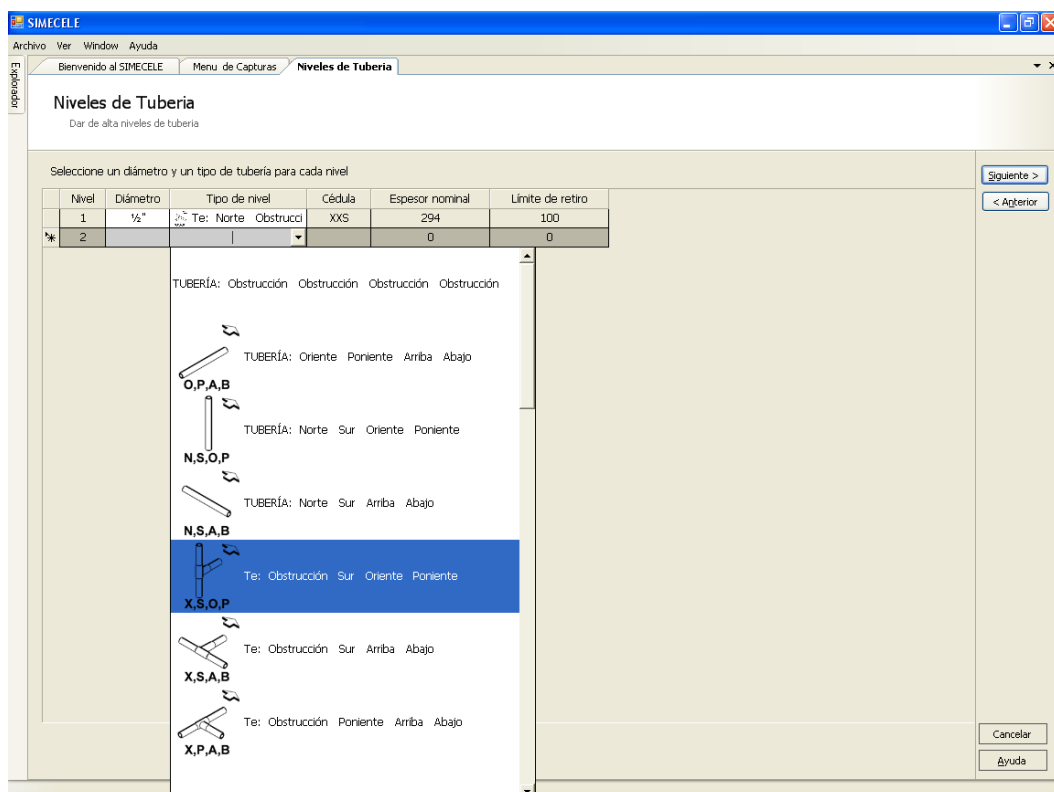 SIMECELE
Archivo Ver Window Ayuda
Explorador
Bienvenido al SIMECELE Menu de Capturas Niveles de Tuberia
Niveles de Tuberia
Dar de alta niveles de tuberia
Seleccione un diámetro y un tipo de tubería para cada nivel
Siguiente >
< Anterior
Nivel Diámetro Tipo de nivel Cédula Espesor nominal Límite de retiro
1 ½" Te: Norte Obstrucci XXS 294 100
2 0 0
TUBERÍA: Obstrucción Obstrucción Obstrucción Obstrucción
TUBERÍA: Oriente Poniente Arriba Abajo
O,P,A,B
TUBERÍA: Norte Sur Oriente Poniente
N,S,O,P
TUBERÍA: Norte Sur Arriba Abajo
N,S,A,B
Te: Obstrucción Sur Oriente Poniente
X,S,O,P
Te: Obstrucción Sur Arriba Abajo
X,S,A,B
Te: Obstrucción Poniente Arriba Abajo
X,P,A,B
Cancelar
Ayuda